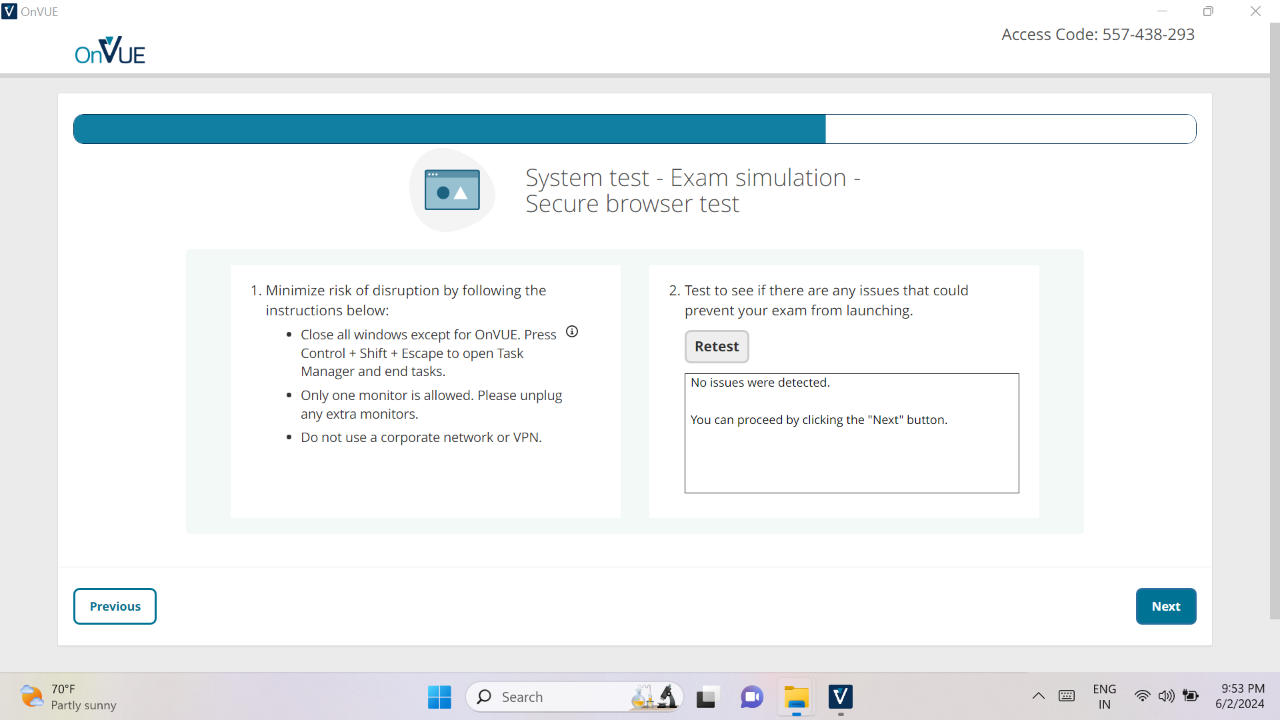 OnVUE
OnVUE
Access Code: 557-438-293
System test - Exam simulation -
Secure browser test
1. Minimize risk of disruption by following the
instructions below:
• Close all windows except for OnVUE. Press
Control + Shift + Escape to open Task
Manager and end tasks.
• Only one monitor is allowed. Please unplug
any extra monitors.
• Do not use a corporate network or VPN.
2. Test to see if there are any issues that could
prevent your exam from launching.
Retest
No issues were detected.
You can proceed by clicking the "Next" button.
Previous
Next
70°F
Partly sunny
Search
ENG
IN
9:53 PM
6/2/2024